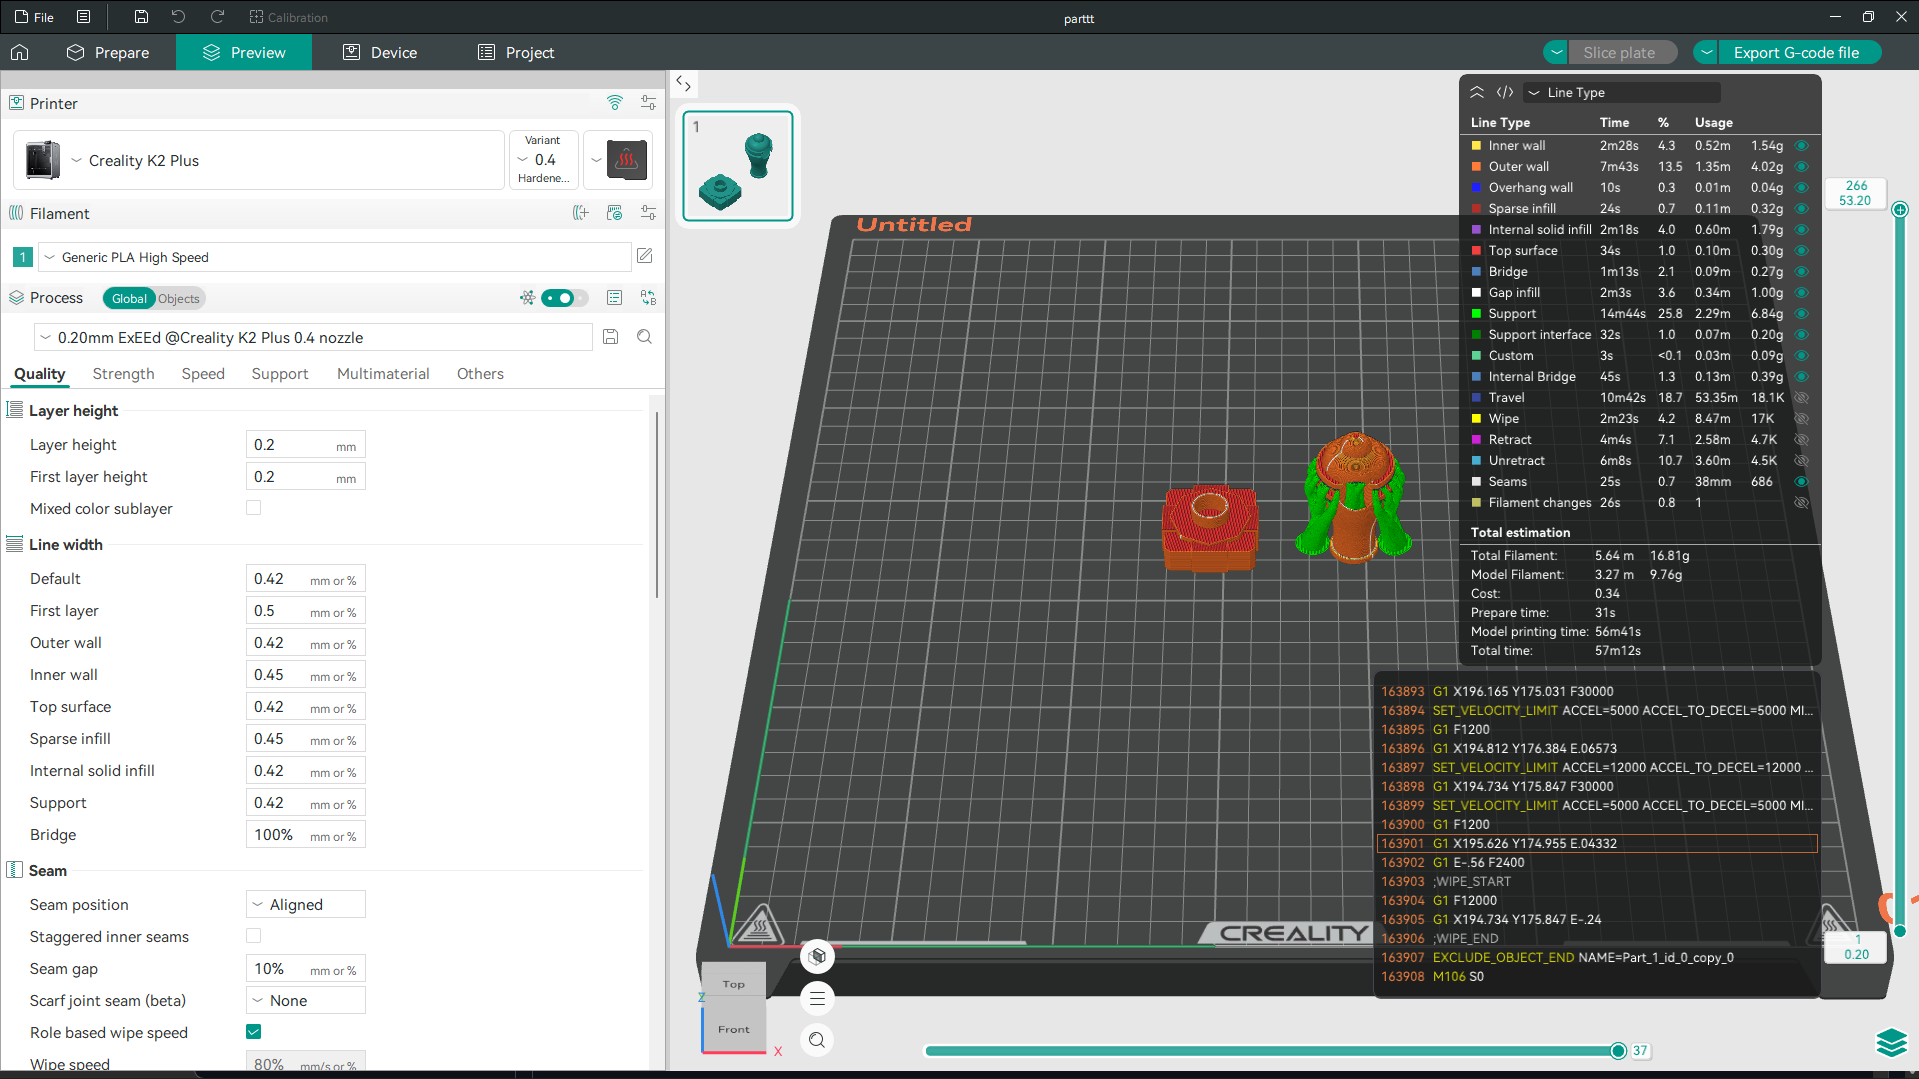 File
Calibration
parttt
Prepare
Preview
Device
Project
Slice plate
Export G-code file
Printer
Creality K2 Plus
Variant
0.4
Hardene...
Filament
1 Generic PLA High Speed
Process Global Objects
0.20mm ExEEd @Creality K2 Plus 0.4 nozzle
Quality Strength Speed Support Multimaterial Others
Layer height
Layer height 0.2 mm
First layer height 0.2 mm
Mixed color sublayer
Line width
Default 0.42 mm or %
First layer 0.5 mm or %
Outer wall 0.42 mm or %
Inner wall 0.45 mm or %
Top surface 0.42 mm or %
Sparse infill 0.45 mm or %
Internal solid infill 0.42 mm or %
Support 0.42 mm or %
Bridge 100% mm or %
Seam
Seam position Aligned
Staggered inner seams
Seam gap 10% mm or %
Scarf joint seam (beta) None
Role based wipe speed
Wipe speed 80% mm/s or %
1
Untitled
CREALITY
Top
Front
Z
X
Line Type
Line Type Time % Usage
Inner wall 2m28s 4.3 0.52m 1.54g
Outer wall 7m43s 13.5 1.35m 4.02g
Overhang wall 10s 0.3 0.01m 0.04g
Sparse infill 24s 0.7 0.11m 0.32g
Internal solid infill 2m18s 4.0 0.60m 1.79g
Top surface 34s 1.0 0.10m 0.30g
Bridge 1m13s 2.1 0.09m 0.27g
Gap infill 2m3s 3.6 0.34m 1.00g
Support 14m44s 25.8 2.29m 6.84g
Support interface 32s 1.0 0.07m 0.20g
Custom 3s <0.1 0.03m 0.09g
Internal Bridge 45s 1.3 0.13m 0.39g
Travel 10m42s 18.7 53.35m 18.1K
Wipe 2m23s 4.2 8.47m 17K
Retract 4m4s 7.1 2.58m 4.7K
Unretract 6m8s 10.7 3.60m 4.5K
Seams 25s 0.7 38mm 686
Filament changes 26s 0.8 1
Total estimation
Total Filament: 5.64 m 16.81g
Model Filament: 3.27 m 9.76g
Cost: 0.34
Prepare time: 31s
Model printing time: 56m41s
Total time: 57m12s
163893 G1 X196.165 Y175.031 F30000
163894 SET_VELOCITY_LIMIT ACCEL=5000 ACCEL_TO_DECEL=5000 MI...
163895 G1 F1200
163896 G1 X194.812 Y176.384 E.06573
163897 SET_VELOCITY_LIMIT ACCEL=12000 ACCEL_TO_DECEL=12000 ...
163898 G1 X194.734 Y175.847 F30000
163899 SET_VELOCITY_LIMIT ACCEL=5000 ACCEL_TO_DECEL=5000 MI...
163900 G1 F1200
163901 G1 X195.626 Y174.955 E.04332
163902 G1 E-.56 F2400
163903 ;WIPE_START
163904 G1 F12000
163905 G1 X194.734 Y175.847 E-.24
163906 ;WIPE_END
163907 EXCLUDE_OBJECT_END NAME=Part_1_id_0_copy_0
163908 M106 S0
266
53.20
1
0.20
37